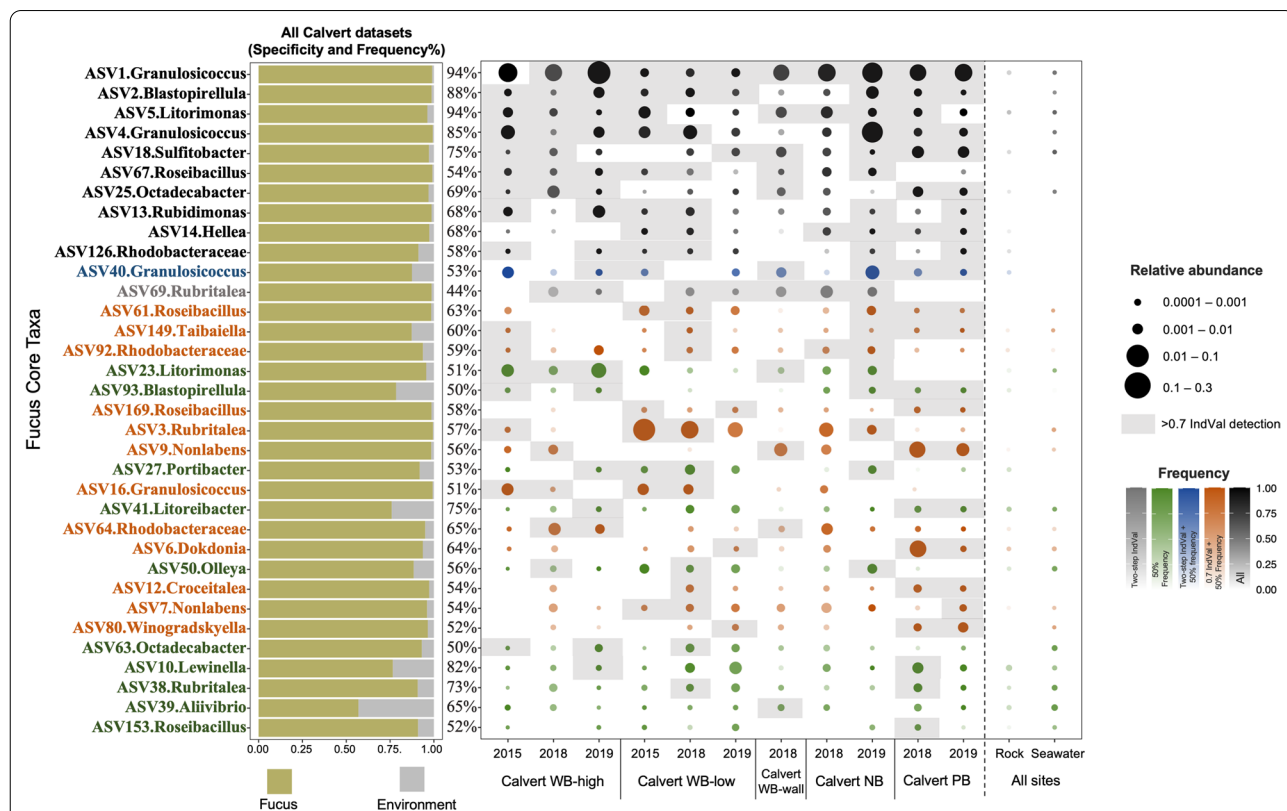 All Calvert datasets
(Specificity and Frequency%)
Fucus Core Taxa
ASV1.Granulosicoccus 94%
ASV2.Blastopirellula 88%
ASV5.Litorimonas 94%
ASV4.Granulosicoccus 85%
ASV18.Sulfitobacter 75%
ASV67.Roseibacillus 54%
ASV25.Octadecabacter 69%
ASV13.Rubidimonas 68%
ASV14.Hellea 68%
ASV126.Rhodobacteraceae 58%
ASV40.Granulosicoccus 53%
ASV69.Rubritalea 44%
ASV61.Roseibacillus 63%
ASV149.Taibaiella 60%
ASV92.Rhodobacteraceae 59%
ASV23.Litorimonas 51%
ASV93.Blastopirellula 50%
ASV169.Roseibacillus 58%
ASV3.Rubritalea 57%
ASV9.Nonlabens 56%
ASV27.Portibacter 53%
ASV16.Granulosicoccus 51%
ASV41.Litoreibacter 75%
ASV64.Rhodobacteraceae 65%
ASV6.Dokdonia 64%
ASV50.Olleya 56%
ASV12.Croceitalea 54%
ASV7.Nonlabens 54%
ASV80.Winogradskyella 52%
ASV63.Octadecabacter 50%
ASV10.Lewinella 82%
ASV38.Rubritalea 73%
ASV39.Aliivibrio 65%
ASV153.Roseibacillus 52%
0.00 0.25 0.50 0.75. 1.00
Fucus Environment
2015 2018 2019 2015 2018 2019 2018 2018 2019 2018 2019 Rock Seawater
Calvert WB-high Calvert WB-low Calvert
WB-wall Calvert NB Calvert PB All sites
Relative abundance
0.0001 – 0.001
0.001 – 0.01
0.01 – 0.1
0.1 – 0.3
>0.7 IndVal detection
Frequency
Two-step IndVal
50%
Frequency
Two-step IndVal +
50% frequency
0.7 IndVal +
50% Frequency
All
1.00
0.75
0.50
0.25
0.00